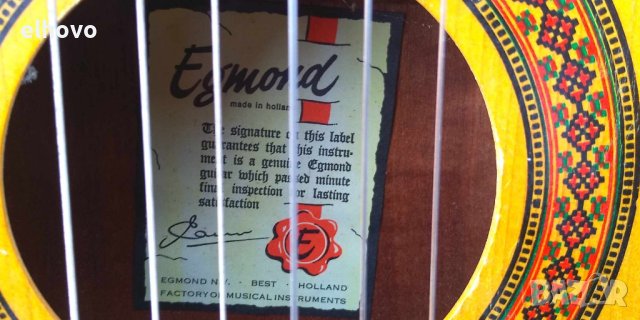 elhovo
Egmond
made in holland
The signature on this label
guarantees that this instru-
ment is a genuine Egmond
guitar which passed minute
final inspection for lasting
satisfaction
E
EGMOND N.V. · BEST · HOLLAND
FACTORY OF MUSICAL INSTRUMENTS
BAZAR